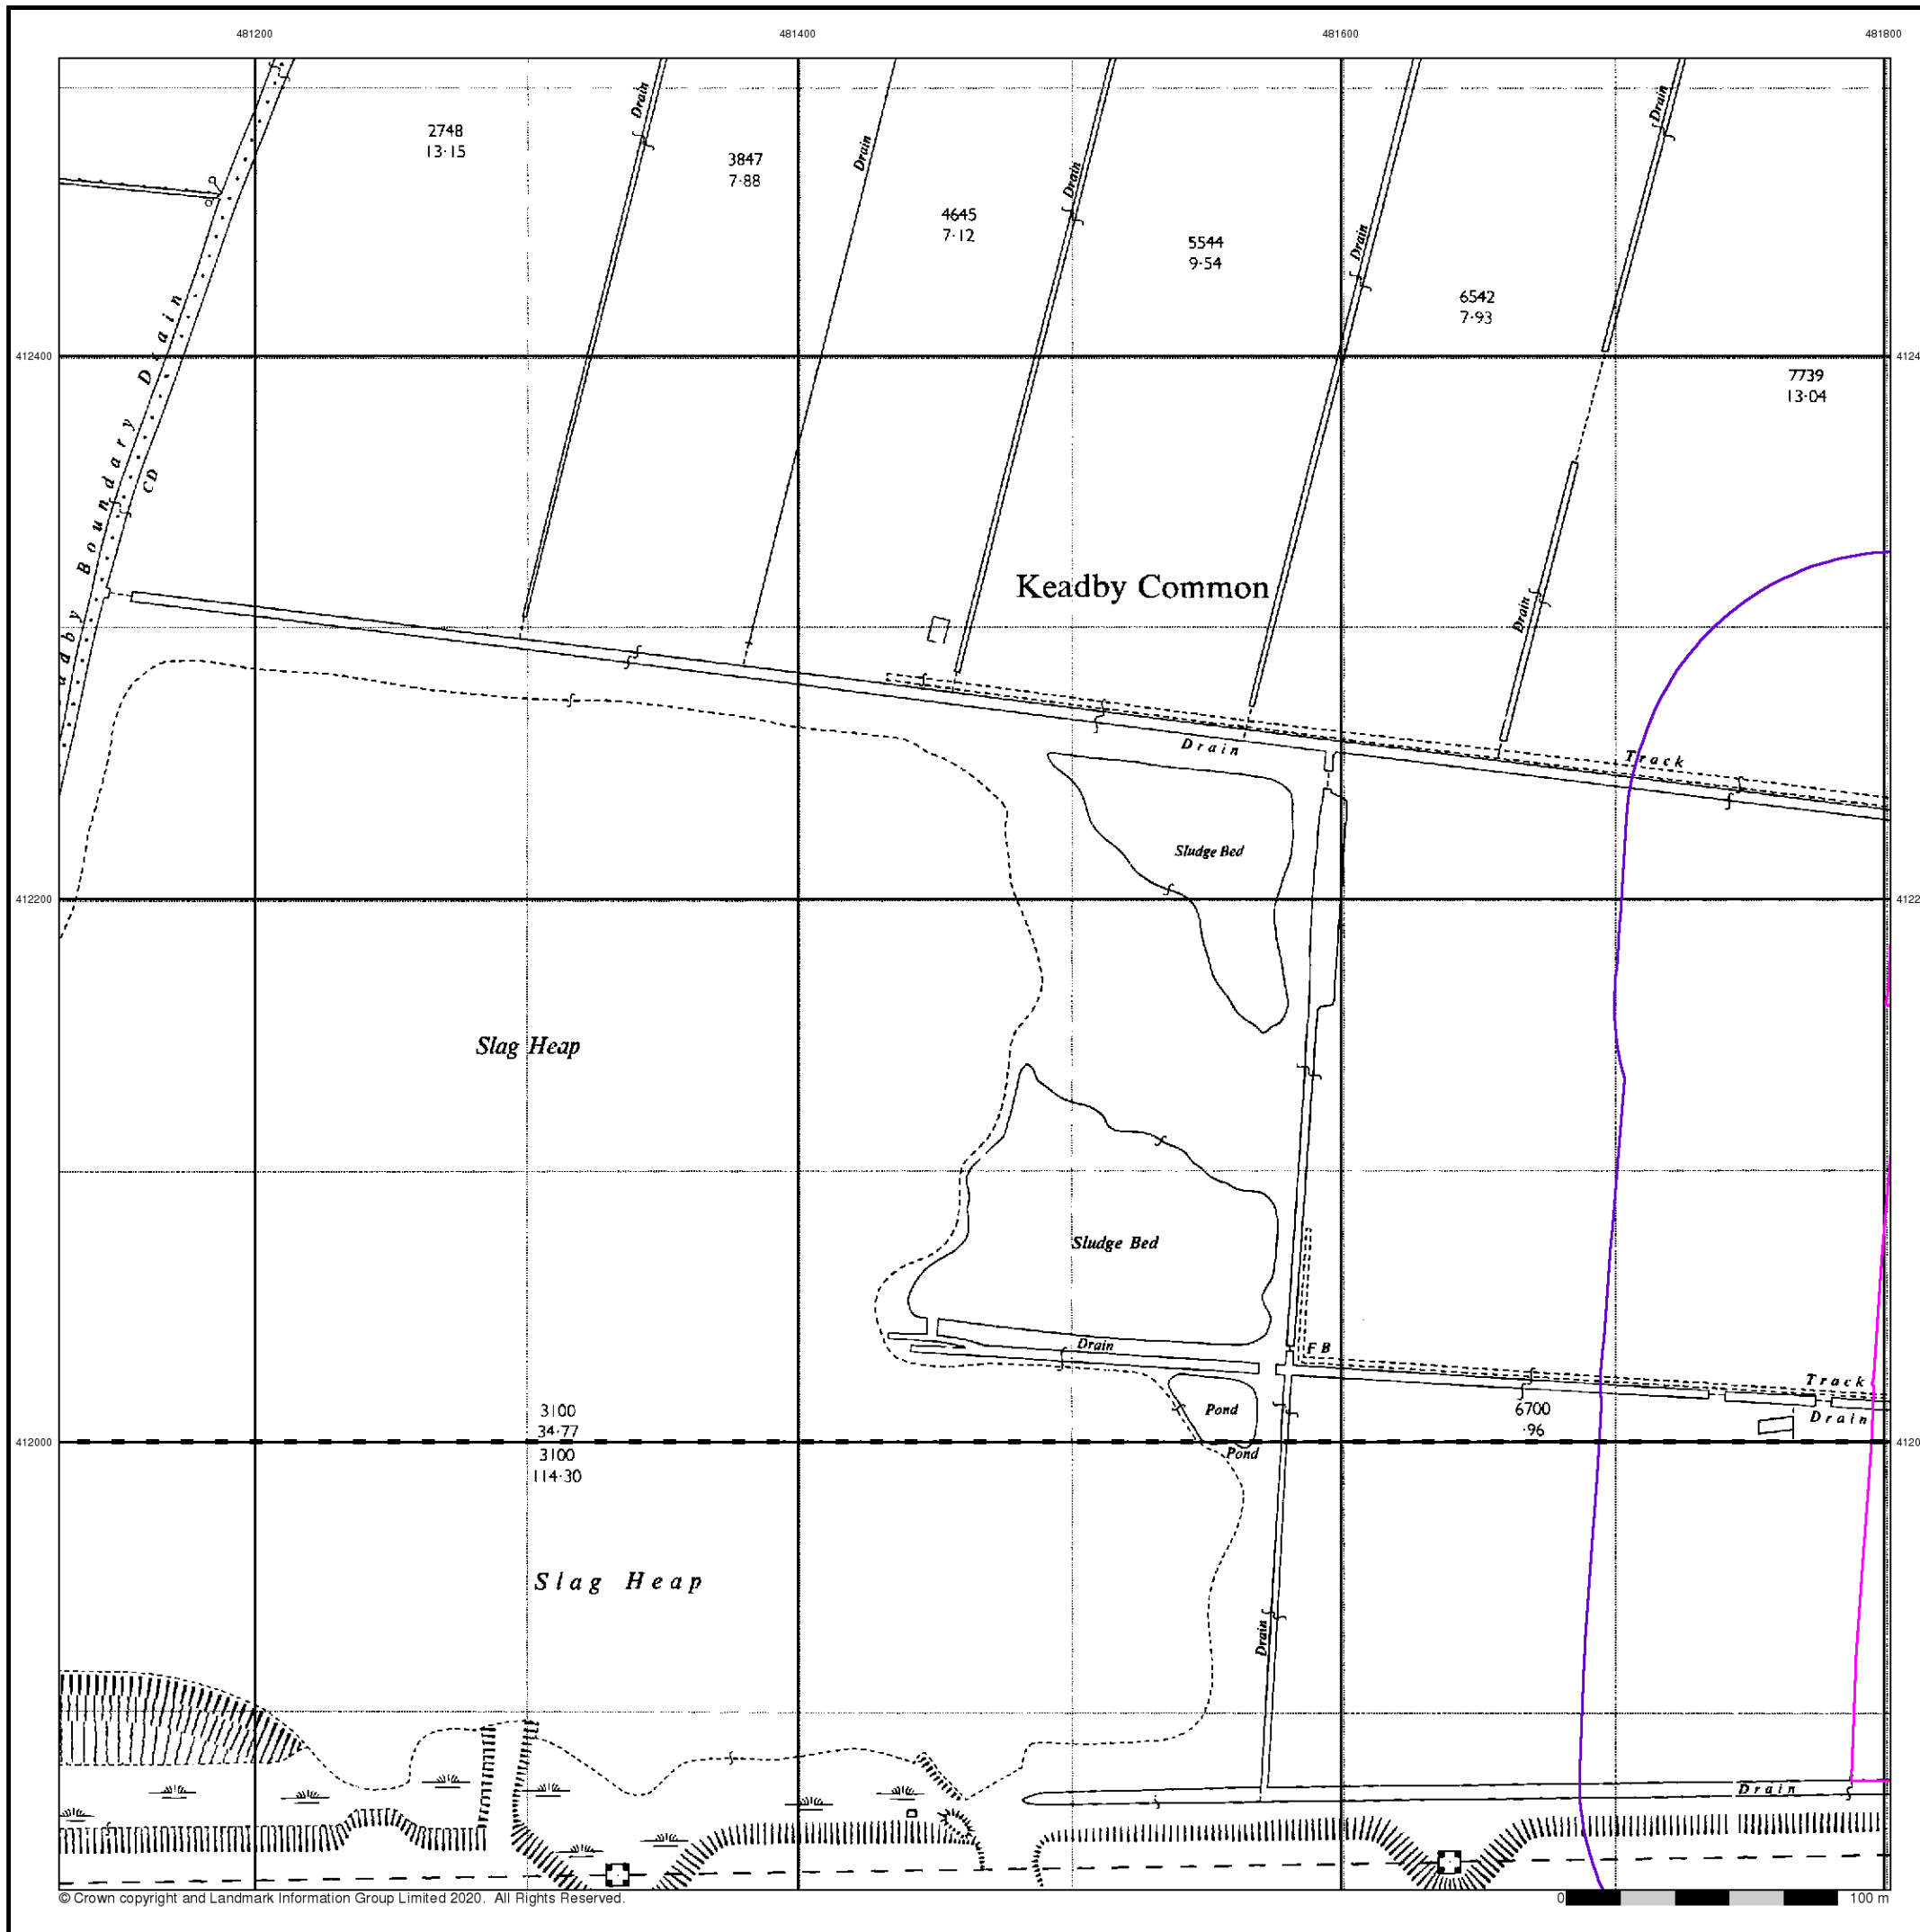 481200
481400
481600
481800
Drain
2748
13·15
3847
7·88
Drain
Drain
4645
7·12
5544
9·54
Drain
6542
7·93
Drain
412400
7739
13·04
adby Boundary Drain
CD
Keadby Common
Drain
Drain
Track
Sludge Bed
412200
Slag Heap
Sludge Bed
Drain
FB
Track
Drain
Pond
Pond
3100
34·77
6700
·96
412000
3100
114·30
Slag Heap
Drain
Drain
© Crown copyright and Landmark Information Group Limited 2020. All Rights Reserved.
0
100 m